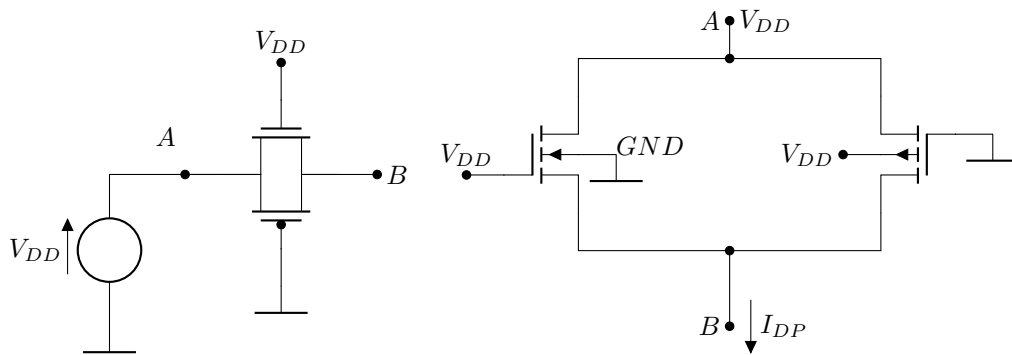 V_{DD}
A
B
V_{DD}
A V_{DD}
V_{DD}
GND
V_{DD}
B
I_{DP}